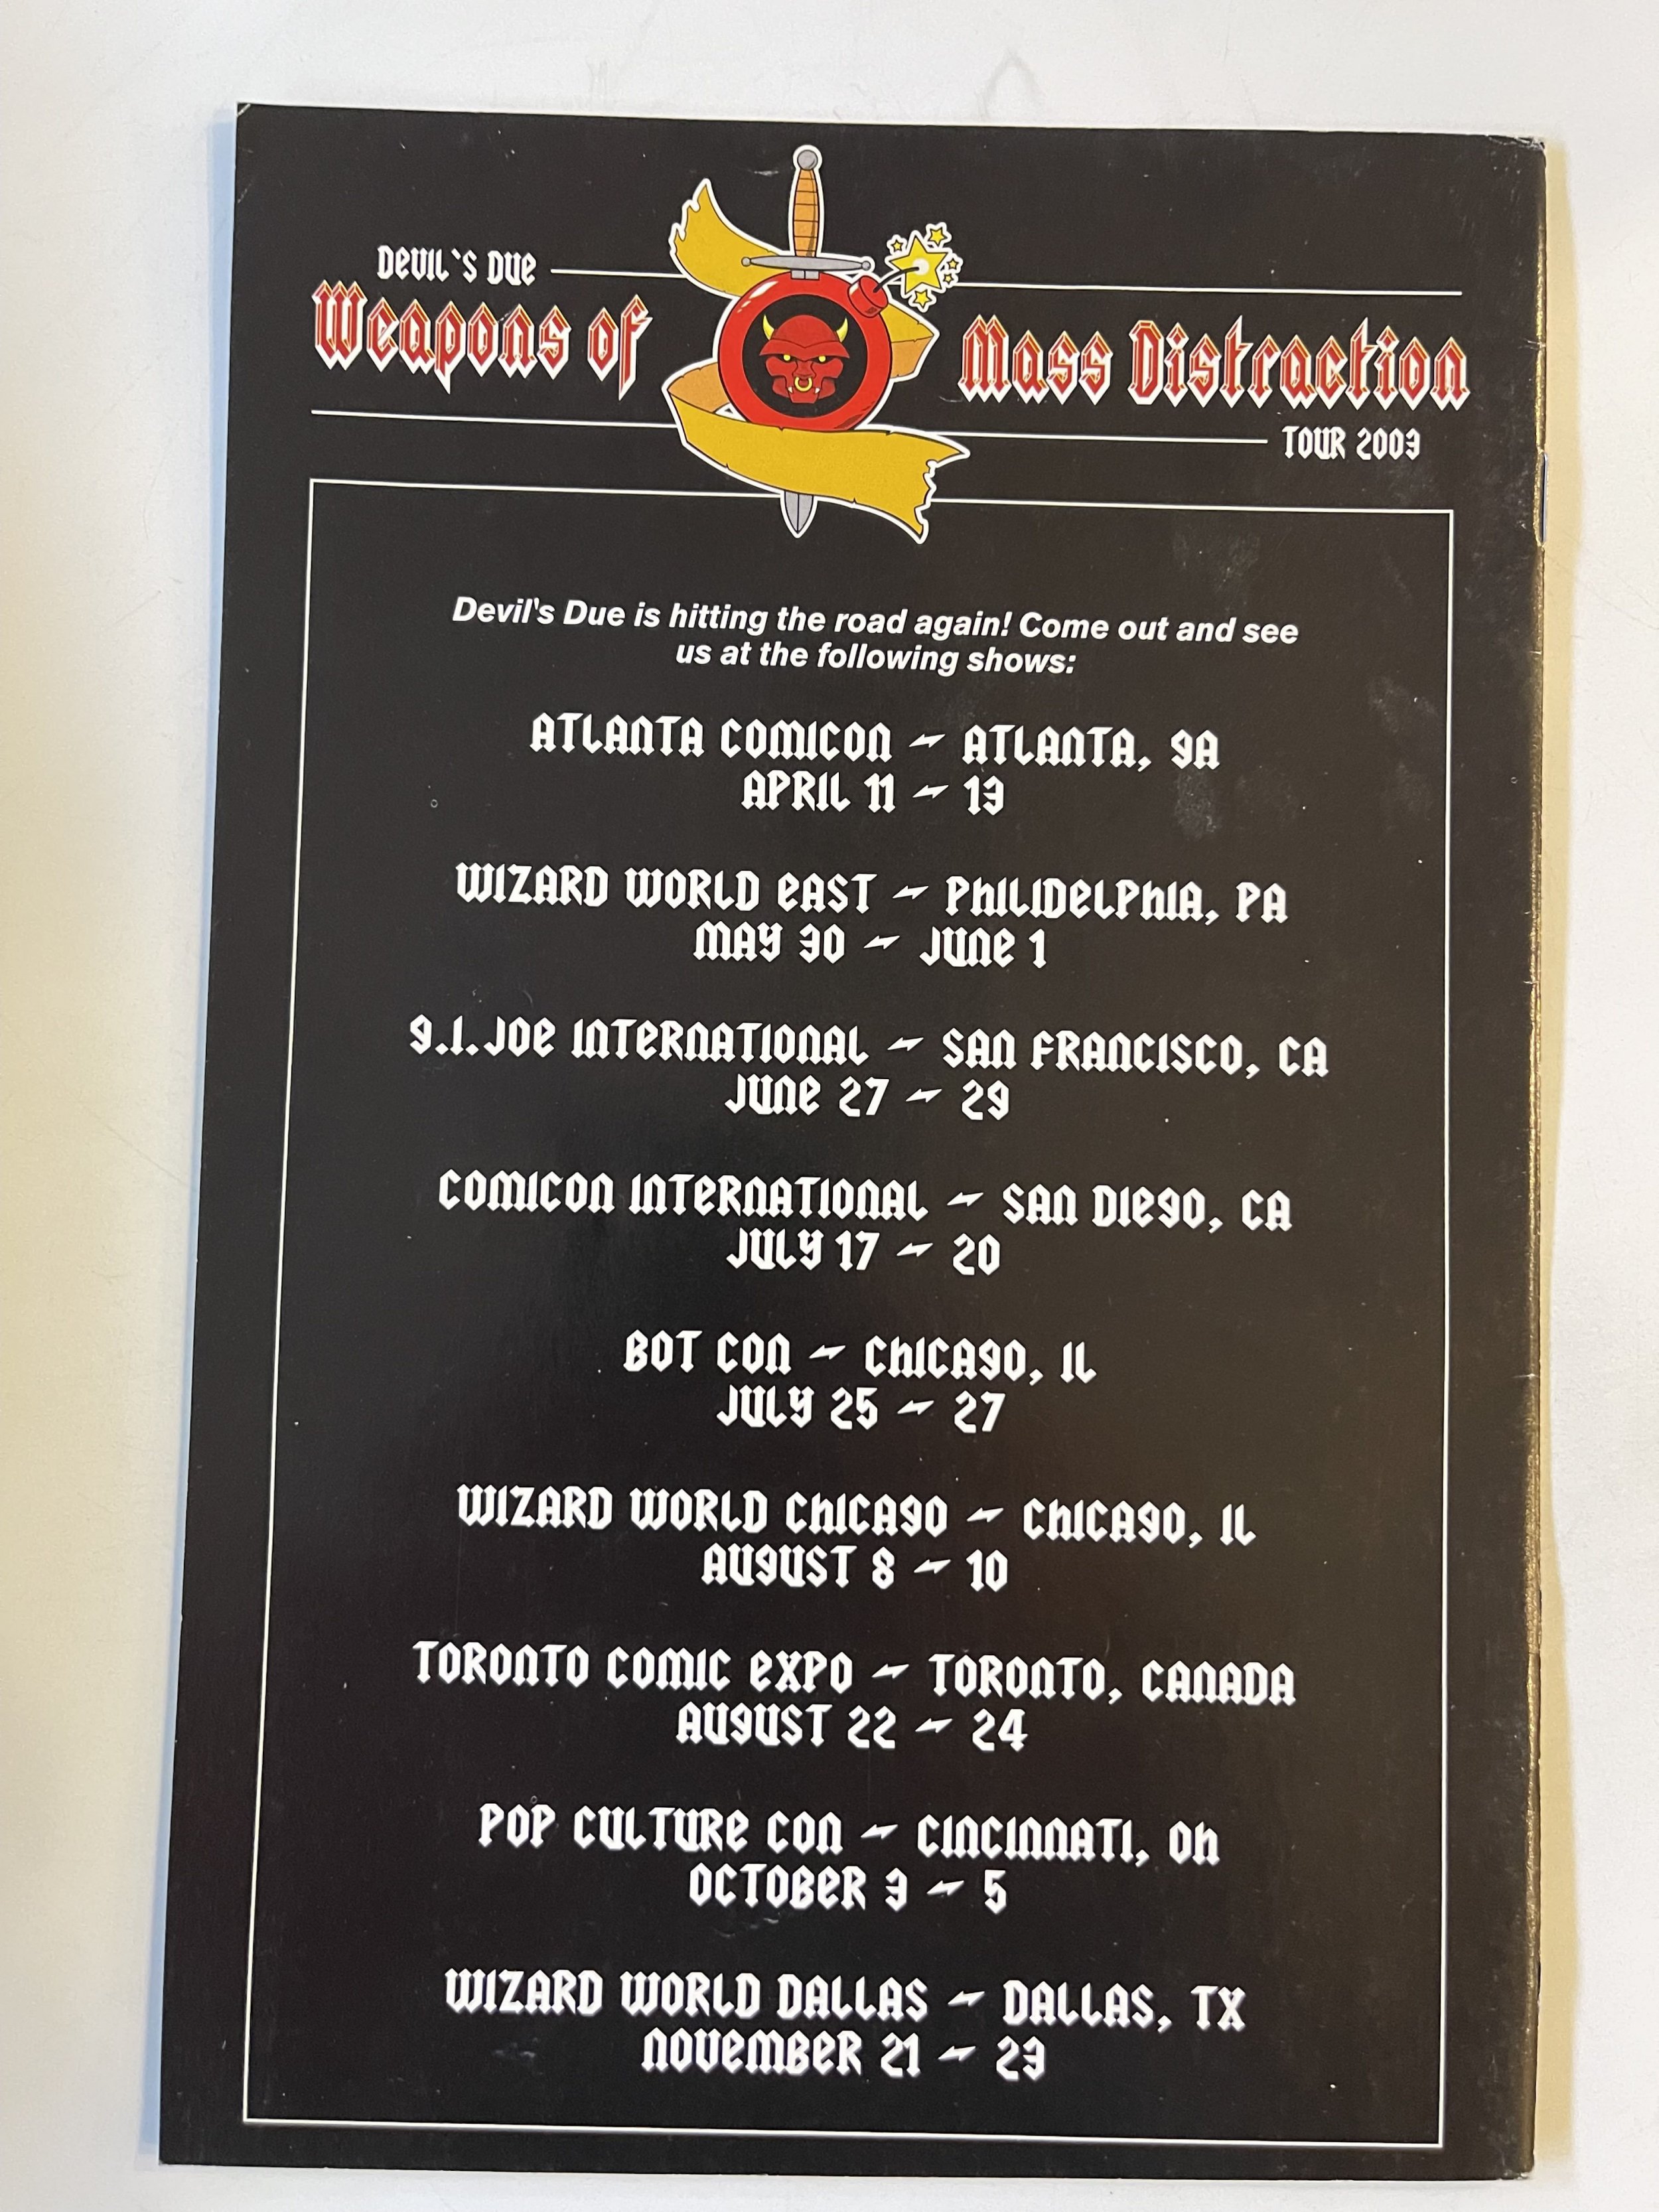 DEVIL'S DUE
Weapons of Mass Distraction
TOUR 2003
Devil's Due is hitting the road again! Come out and see
us at the following shows:
ATLANTA COMICON - ATLANTA, GA
APRIL 11 - 13
WIZARD WORLD EAST - PHILIDELPHIA, PA
MAY 30 - JUNE 1
G.I.JOE INTERNATIONAL - SAN FRANCISCO, CA
JUNE 27 - 29
COMICON INTERNATIONAL - SAN DIEGO, CA
JULY 17 - 20
BOT CON - CHICAGO, IL
JULY 25 - 27
WIZARD WORLD CHICAGO - CHICAGO, IL
AUGUST 8 - 10
TORONTO COMIC EXPO - TORONTO, CANADA
AUGUST 22 - 24
POP CULTURE CON - CINCINNATI, OH
OCTOBER 3 - 5
WIZARD WORLD DALLAS - DALLAS, TX
NOVEMBER 21 - 23